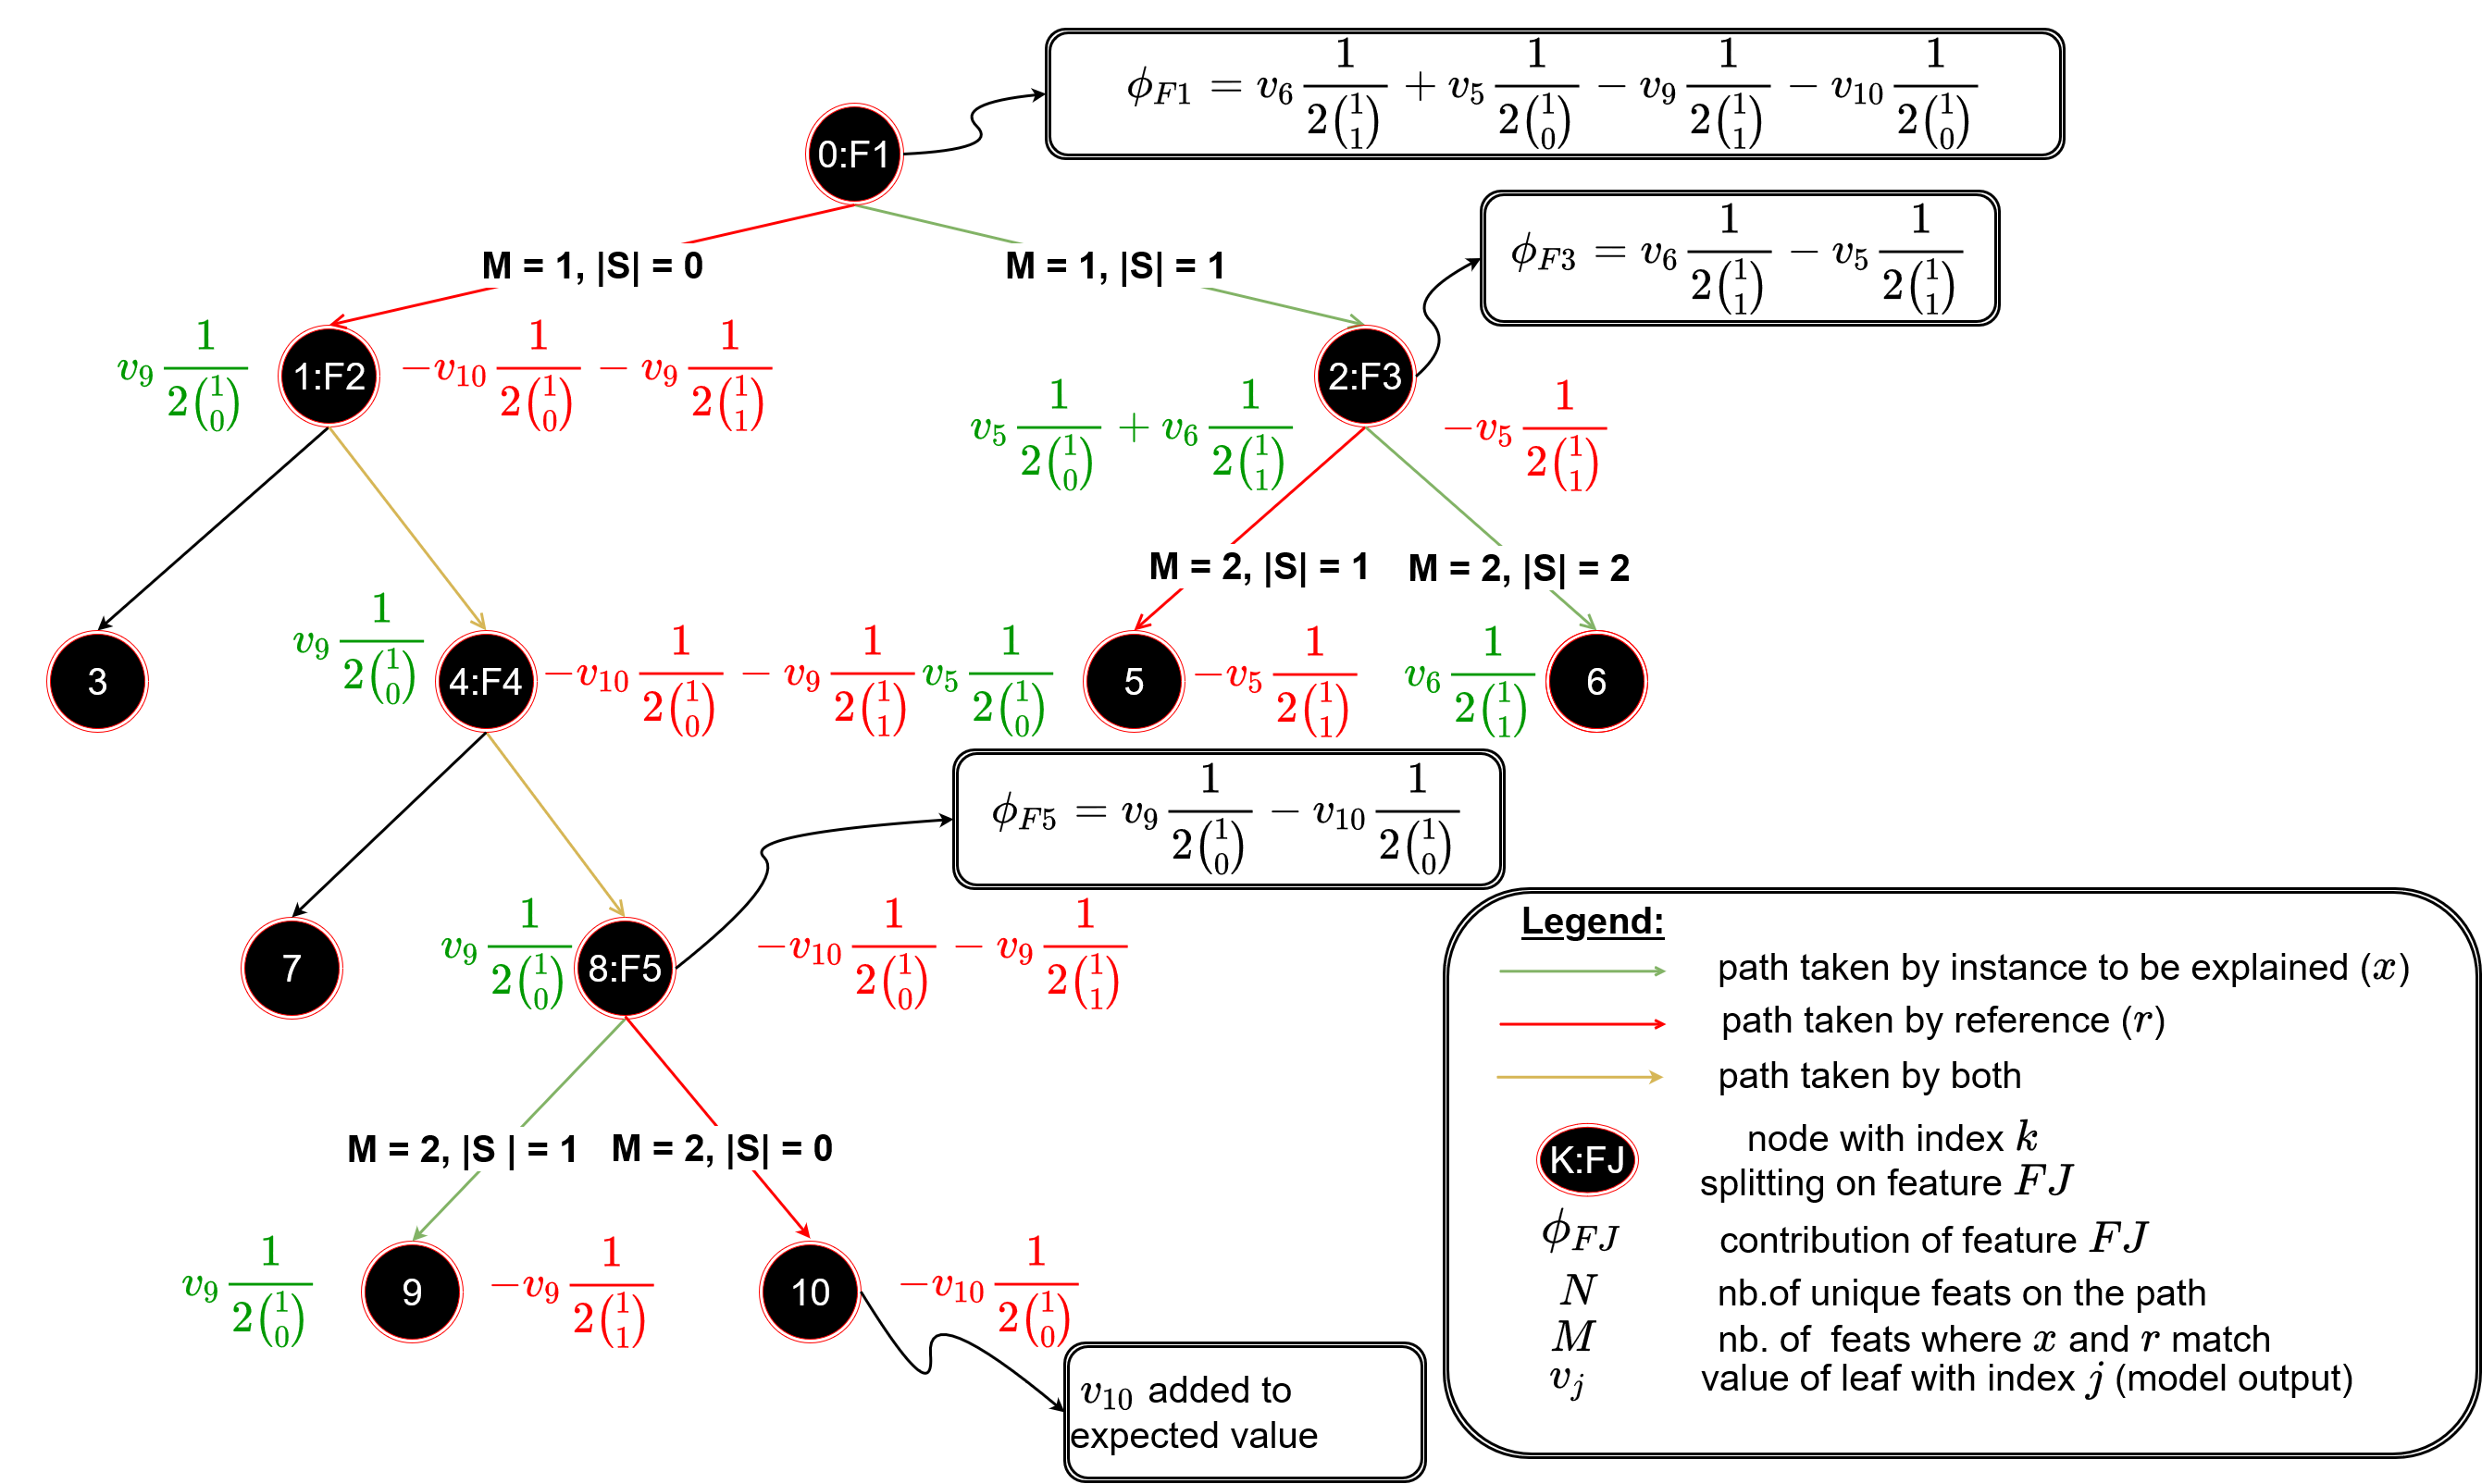 $\phi_{F1} = v_6 \frac{1}{2\binom{1}{1}} + v_5 \frac{1}{2\binom{1}{0}} - v_9 \frac{1}{2\binom{1}{1}} - v_{10} \frac{1}{2\binom{1}{0}}$
0:F1
$\phi_{F3} = v_6 \frac{1}{2\binom{1}{1}} - v_5 \frac{1}{2\binom{1}{1}}$
M = 1, |S| = 0
M = 1, |S| = 1
$v_9 \frac{1}{2\binom{1}{0}}$
1:F2
$-v_{10} \frac{1}{2\binom{1}{0}} - v_9 \frac{1}{2\binom{1}{1}}$
2:F3
$v_5 \frac{1}{2\binom{1}{0}} + v_6 \frac{1}{2\binom{1}{1}}$
$-v_5 \frac{1}{2\binom{1}{1}}$
M = 2, |S| = 1
M = 2, |S| = 2
3
$v_9 \frac{1}{2\binom{1}{0}}$
4:F4
$-v_{10} \frac{1}{2\binom{1}{0}} - v_9 \frac{1}{2\binom{1}{1}}$
$v_5 \frac{1}{2\binom{1}{0}}$
5
$-v_5 \frac{1}{2\binom{1}{1}}$
$v_6 \frac{1}{2\binom{1}{1}}$
6
$\phi_{F5} = v_9 \frac{1}{2\binom{1}{0}} - v_{10} \frac{1}{2\binom{1}{0}}$
7
$v_9 \frac{1}{2\binom{1}{0}}$
8:F5
$-v_{10} \frac{1}{2\binom{1}{0}} - v_9 \frac{1}{2\binom{1}{1}}$
M = 2, |S | = 1
M = 2, |S| = 0
$v_9 \frac{1}{2\binom{1}{0}}$
9
$-v_9 \frac{1}{2\binom{1}{1}}$
10
$-v_{10} \frac{1}{2\binom{1}{0}}$
$v_{10}$ added to
expected value
Legend:
path taken by instance to be explained ($x$)
path taken by reference ($r$)
path taken by both
K:FJ
node with index $k$
splitting on feature $FJ$
$\phi_{FJ}$ contribution of feature $FJ$
$N$ nb.of unique feats on the path
$M$ nb. of feats where $x$ and $r$ match
$v_j$ value of leaf with index $j$ (model output)